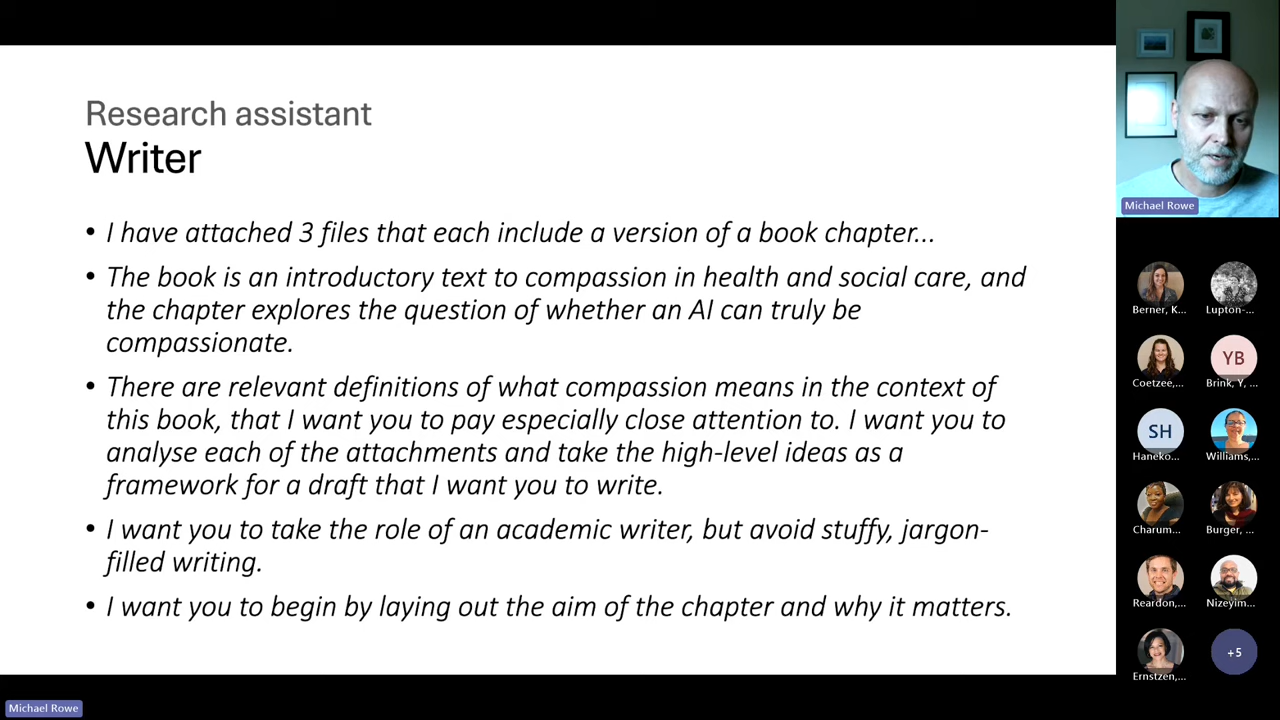 Research assistant
Writer
• I have attached 3 files that each include a version of a book chapter...
• The book is an introductory text to compassion in health and social care, and
the chapter explores the question of whether an AI can truly be
compassionate.
• There are relevant definitions of what compassion means in the context of
this book, that I want you to pay especially close attention to. I want you to
analyse each of the attachments and take the high-level ideas as a
framework for a draft that I want you to write.
• I want you to take the role of an academic writer, but avoid stuffy, jargon-
filled writing.
• I want you to begin by laying out the aim of the chapter and why it matters.
Michael Rowe
Berner, K...
Lupton-...
Coetzee,...
YB
Brink, Y, ...
SH
Haneko...
Williams,...
Charum...
Burger, ...
Reardon,...
Nizeyim...
Ernstzen,...
+5
Michael Rowe